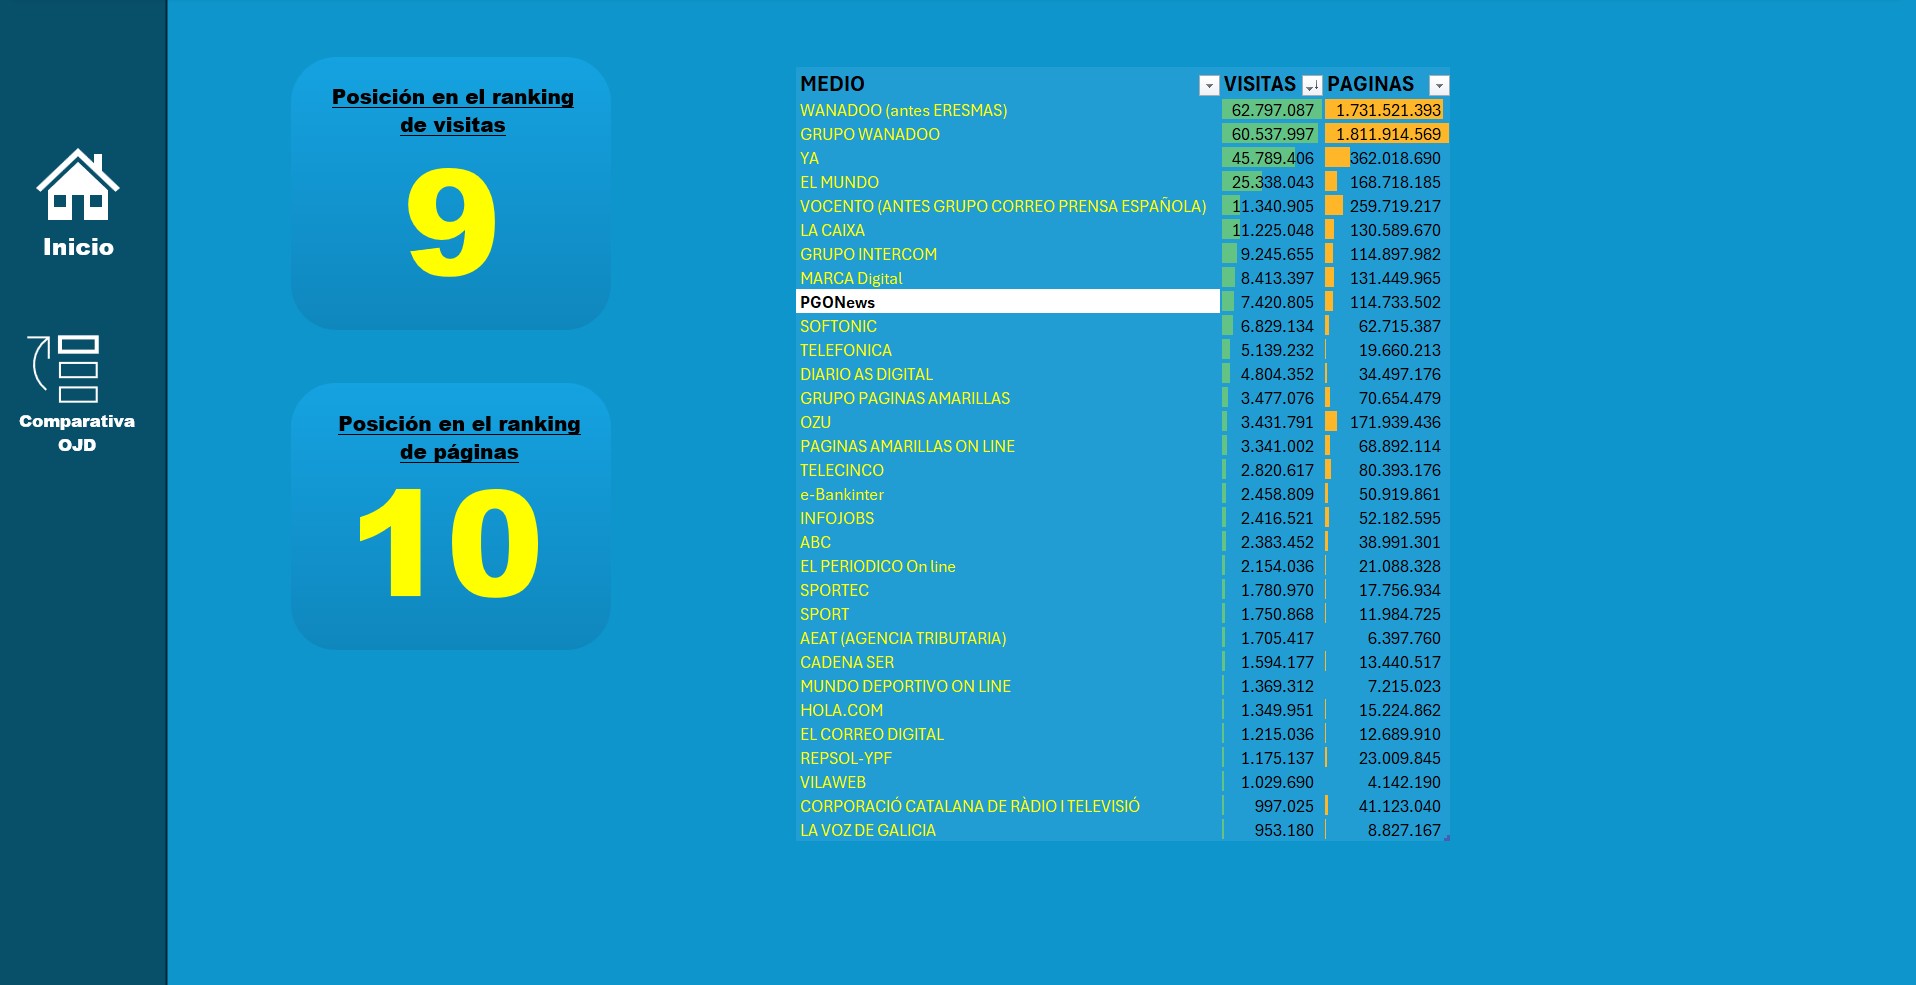 Inicio
Comparativa
OJD
Posición en el ranking
de visitas
9
Posición en el ranking
de páginas
10
MEDIO VISITAS PAGINAS
WANADOO (antes ERESMAS) 62.797.087 1.731.521.393
GRUPO WANADOO 60.537.997 1.811.914.569
YA 45.789.406 362.018.690
EL MUNDO 25.338.043 168.718.185
VOCENTO (ANTES GRUPO CORREO PRENSA ESPAÑOLA) 11.340.905 259.719.217
LA CAIXA 11.225.048 130.589.670
GRUPO INTERCOM 9.245.655 114.897.982
MARCA Digital 8.413.397 131.449.965
PGONews 7.420.805 114.733.502
SOFTONIC 6.829.134 62.715.387
TELEFONICA 5.139.232 19.660.213
DIARIO AS DIGITAL 4.804.352 34.497.176
GRUPO PAGINAS AMARILLAS 3.477.076 70.654.479
OZU 3.431.791 171.939.436
PAGINAS AMARILLAS ON LINE 3.341.002 68.892.114
TELECINCO 2.820.617 80.393.176
e-Bankinter 2.458.809 50.919.861
INFOJOBS 2.416.521 52.182.595
ABC 2.383.452 38.991.301
EL PERIODICO On line 2.154.036 21.088.328
SPORTEC 1.780.970 17.756.934
SPORT 1.750.868 11.984.725
AEAT (AGENCIA TRIBUTARIA) 1.705.417 6.397.760
CADENA SER 1.594.177 13.440.517
MUNDO DEPORTIVO ON LINE 1.369.312 7.215.023
HOLA.COM 1.349.951 15.224.862
EL CORREO DIGITAL 1.215.036 12.689.910
REPSOL-YPF 1.175.137 23.009.845
VILAWEB 1.029.690 4.142.190
CORPORACIÓ CATALANA DE RÀDIO I TELEVISIÓ 997.025 41.123.040
LA VOZ DE GALICIA 953.180 8.827.167